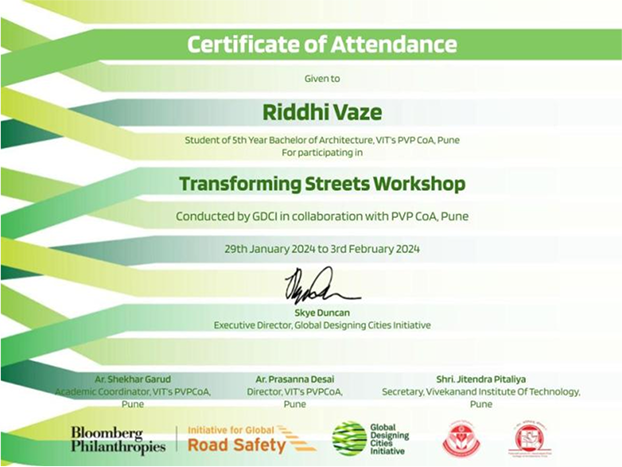 Certificate of Attendance
Given to
Riddhi Vaze
Student of 5th Year Bachelor of Architecture, VIT's PVP CoA, Pune
For participating in
Transforming Streets Workshop
Conducted by GDCI in collaboration with PVP CoA, Pune
29th January 2024 to 3rd February 2024
Skye Duncan
Executive Director, Global Designing Cities Initiative
Ar. Shekhar Garud
Academic Coordinator, VIT's PVPCoA,
Pune
Ar. Prasanna Desai
Director, VIT's PVPCoA,
Pune
Shri. Jitendra Pitaliya
Secretary, Vivekanand Institute Of Technology,
Pune
Bloomberg
Philanthropies
Initiative for Global
Road Safety
Global
Designing
Cities
Initiative